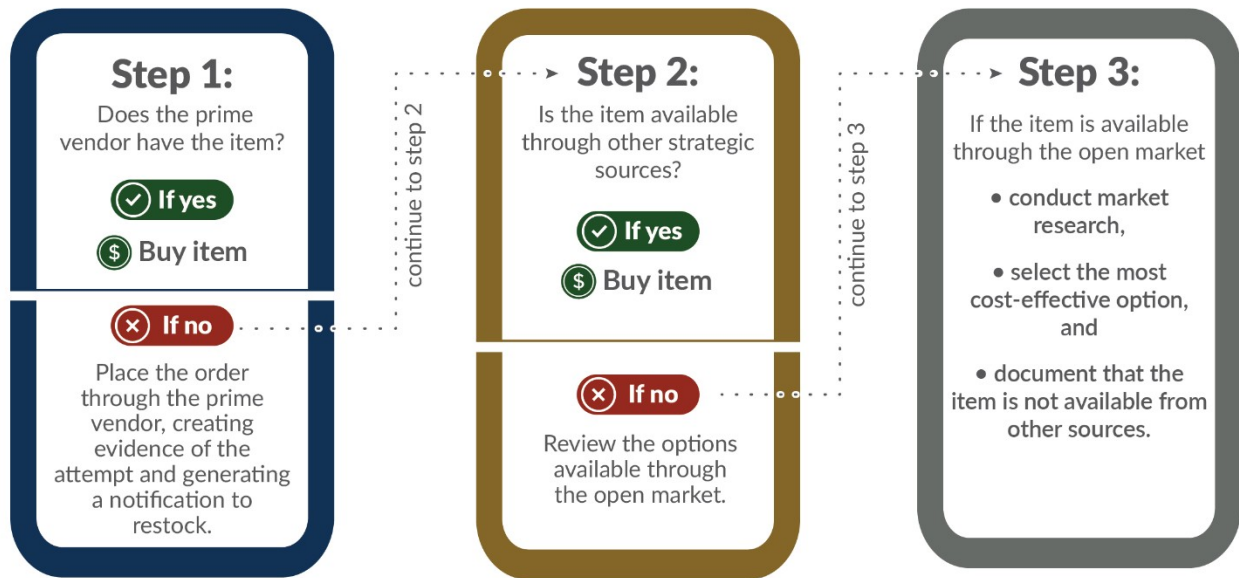 Step 1:
Does the prime
vendor have the item?
If yes
$ Buy item
If no
Place the order
through the prime
vendor, creating
evidence of the
attempt and generating
a notification to
restock.
continue to step 2
Step 2:
Is the item available
through other strategic
sources?
If yes
$ Buy item
If no
Review the options
available through
the open market.
continue to step 3
Step 3:
If the item is available
through the open market
• conduct market
research,
• select the most
cost-effective option,
and
• document that the
item is not available from
other sources.